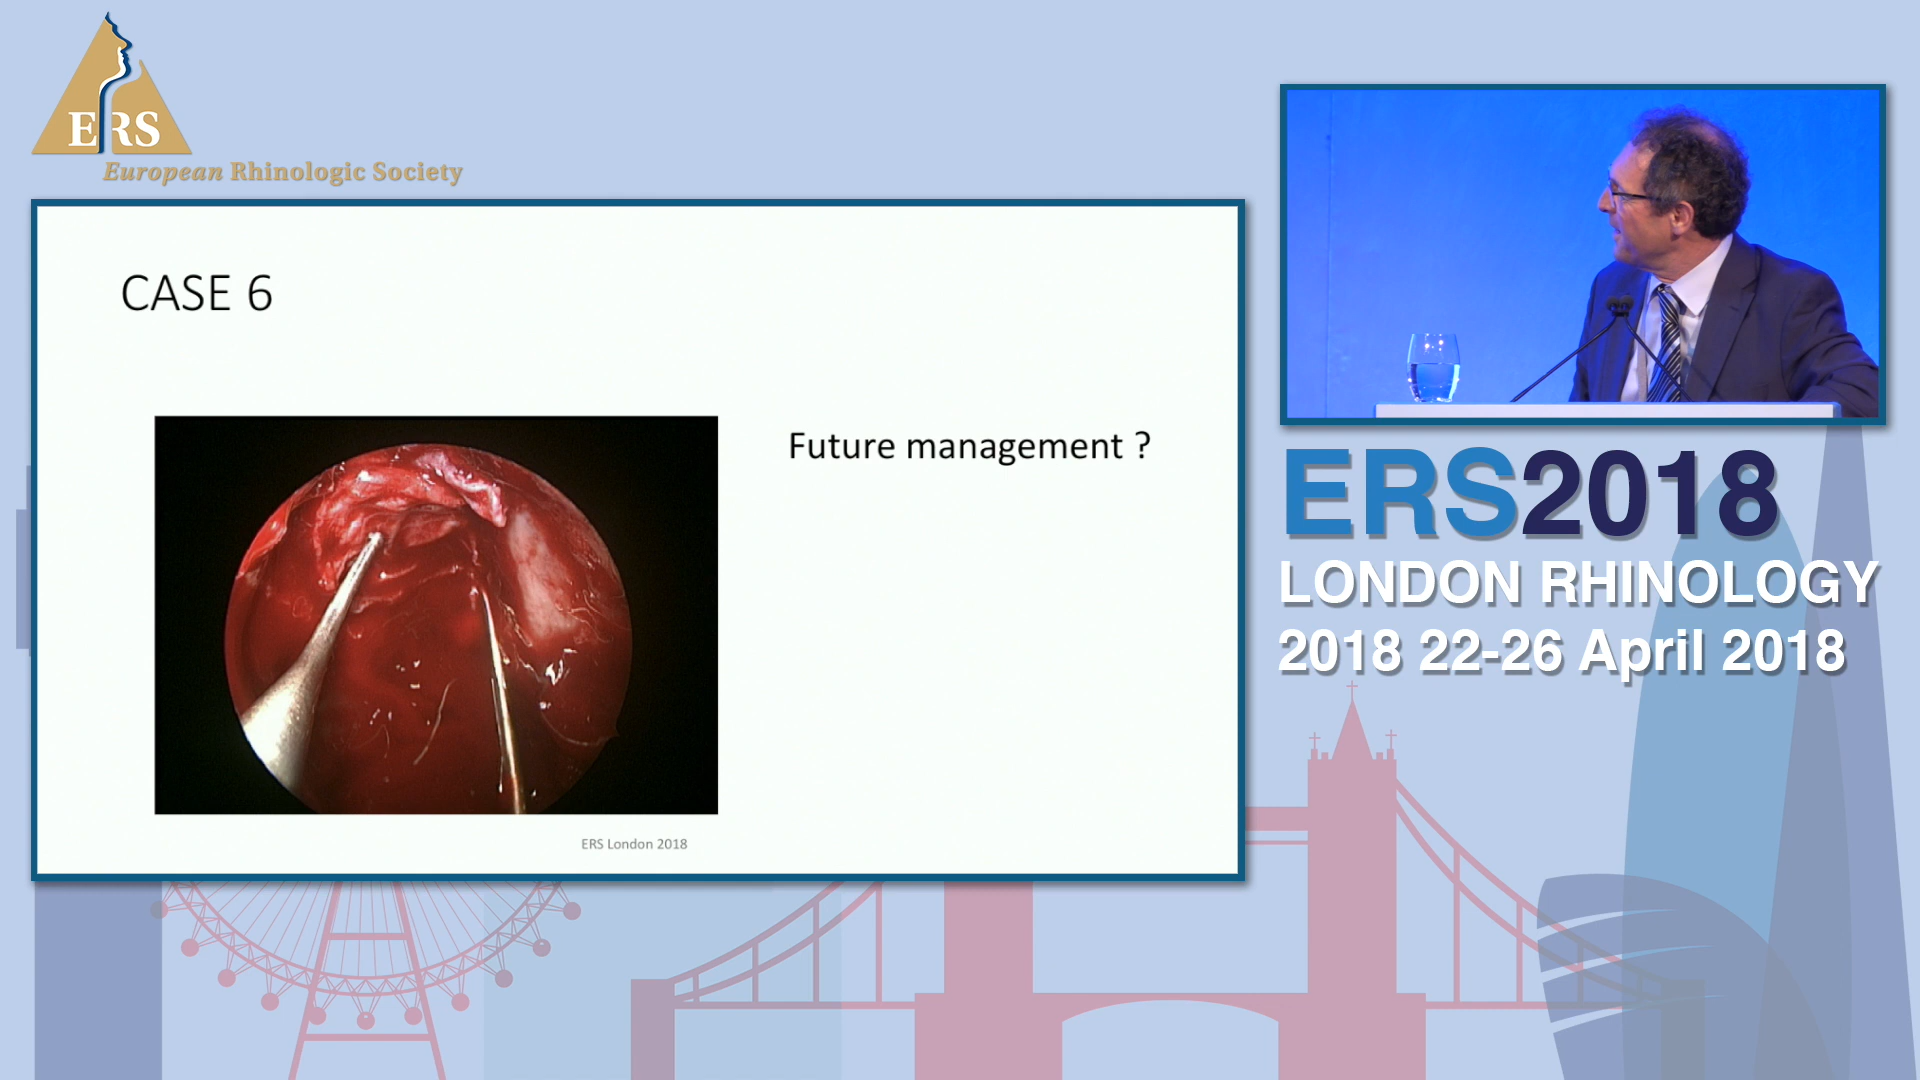 ERS
European Rhinologic Society
CASE 6
Future management ?
ERS London 2018
ERS2018
LONDON RHINOLOGY
2018 22-26 April 2018